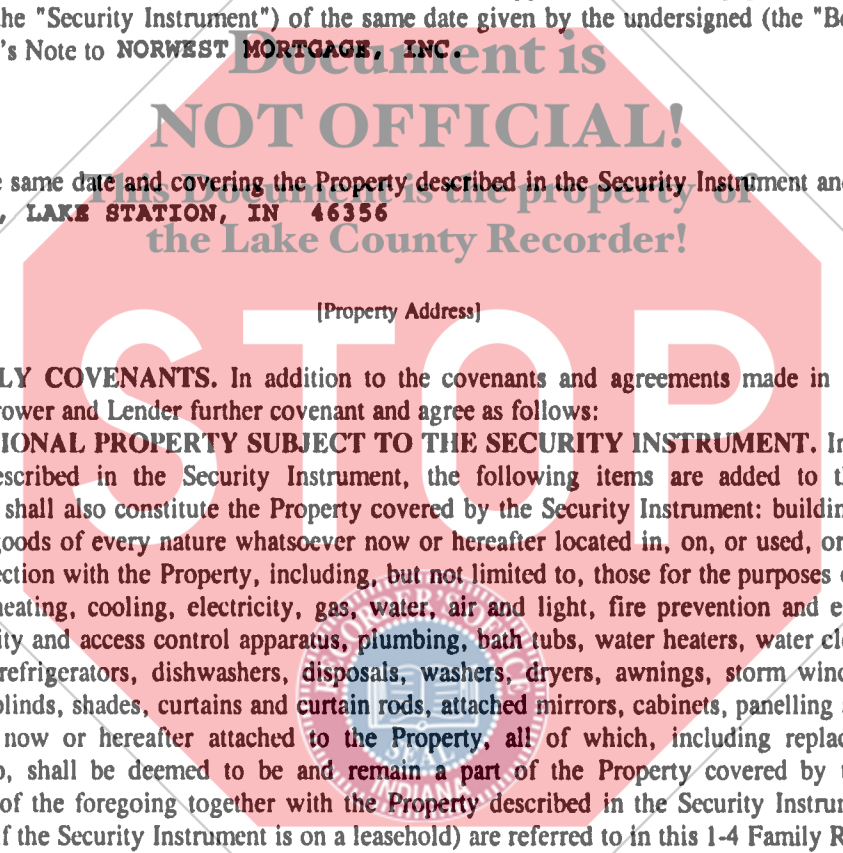 the "Security Instrument") of the same date given by the undersigned (the "Bo
's Note to NORWEST MORTGAGE, INC.
Document is
NOT OFFICIAL!
same date and covering the Property described in the Security Instrument and
This Document is the property of
, LAKE STATION, IN 46356
the Lake County Recorder!
[Property Address]
STOP
LY COVENANTS. In addition to the covenants and agreements made in
rower and Lender further covenant and agree as follows:
IONAL PROPERTY SUBJECT TO THE SECURITY INSTRUMENT. In
escribed in the Security Instrument, the following items are added to t
shall also constitute the Property covered by the Security Instrument: buildin
goods of every nature whatsoever now or hereafter located in, on, or used, or
ection with the Property, including, but not limited to, those for the purposes o
heating, cooling, electricity, gas, water, air and light, fire prevention and e
ity and access control apparatus, plumbing, bath tubs, water heaters, water cl
refrigerators, dishwashers, disposals, washers, dryers, awnings, storm wind
blinds, shades, curtains and curtain rods, attached mirrors, cabinets, panelling
now or hereafter attached to the Property, all of which, including replac
, shall be deemed to be and remain a part of the Property covered by t
of the foregoing together with the Property described in the Security Instrum
f the Security Instrument is on a leasehold) are referred to in this 1-4 Family R
SEAL
INDIANA